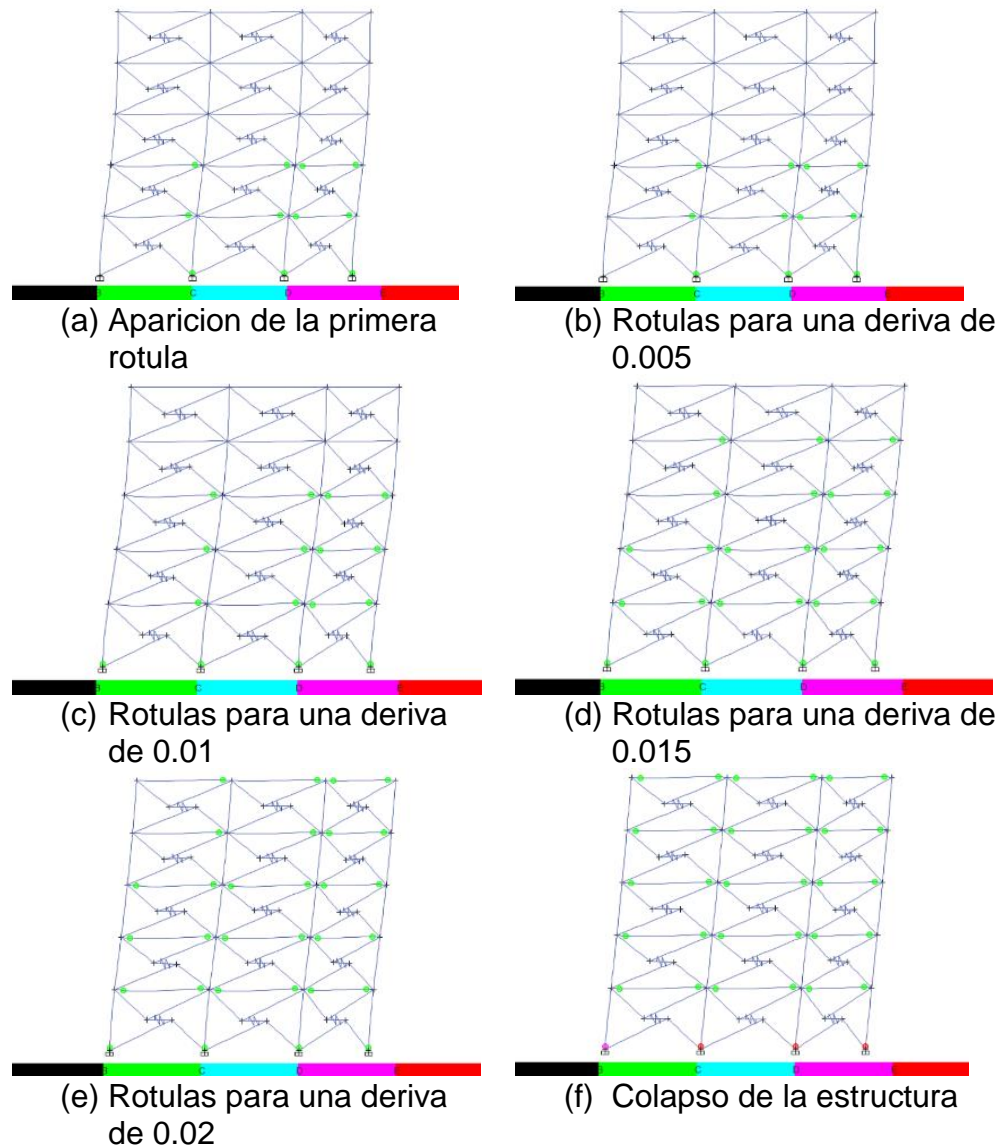 B C D E
B C D E
(a) Aparicion de la primera
rotula
(b) Rotulas para una deriva de
0.005
B C D E
B C D E
(c) Rotulas para una deriva
de 0.01
(d) Rotulas para una deriva de
0.015
B C D E
B C D E
(e) Rotulas para una deriva
de 0.02
(f) Colapso de la estructura